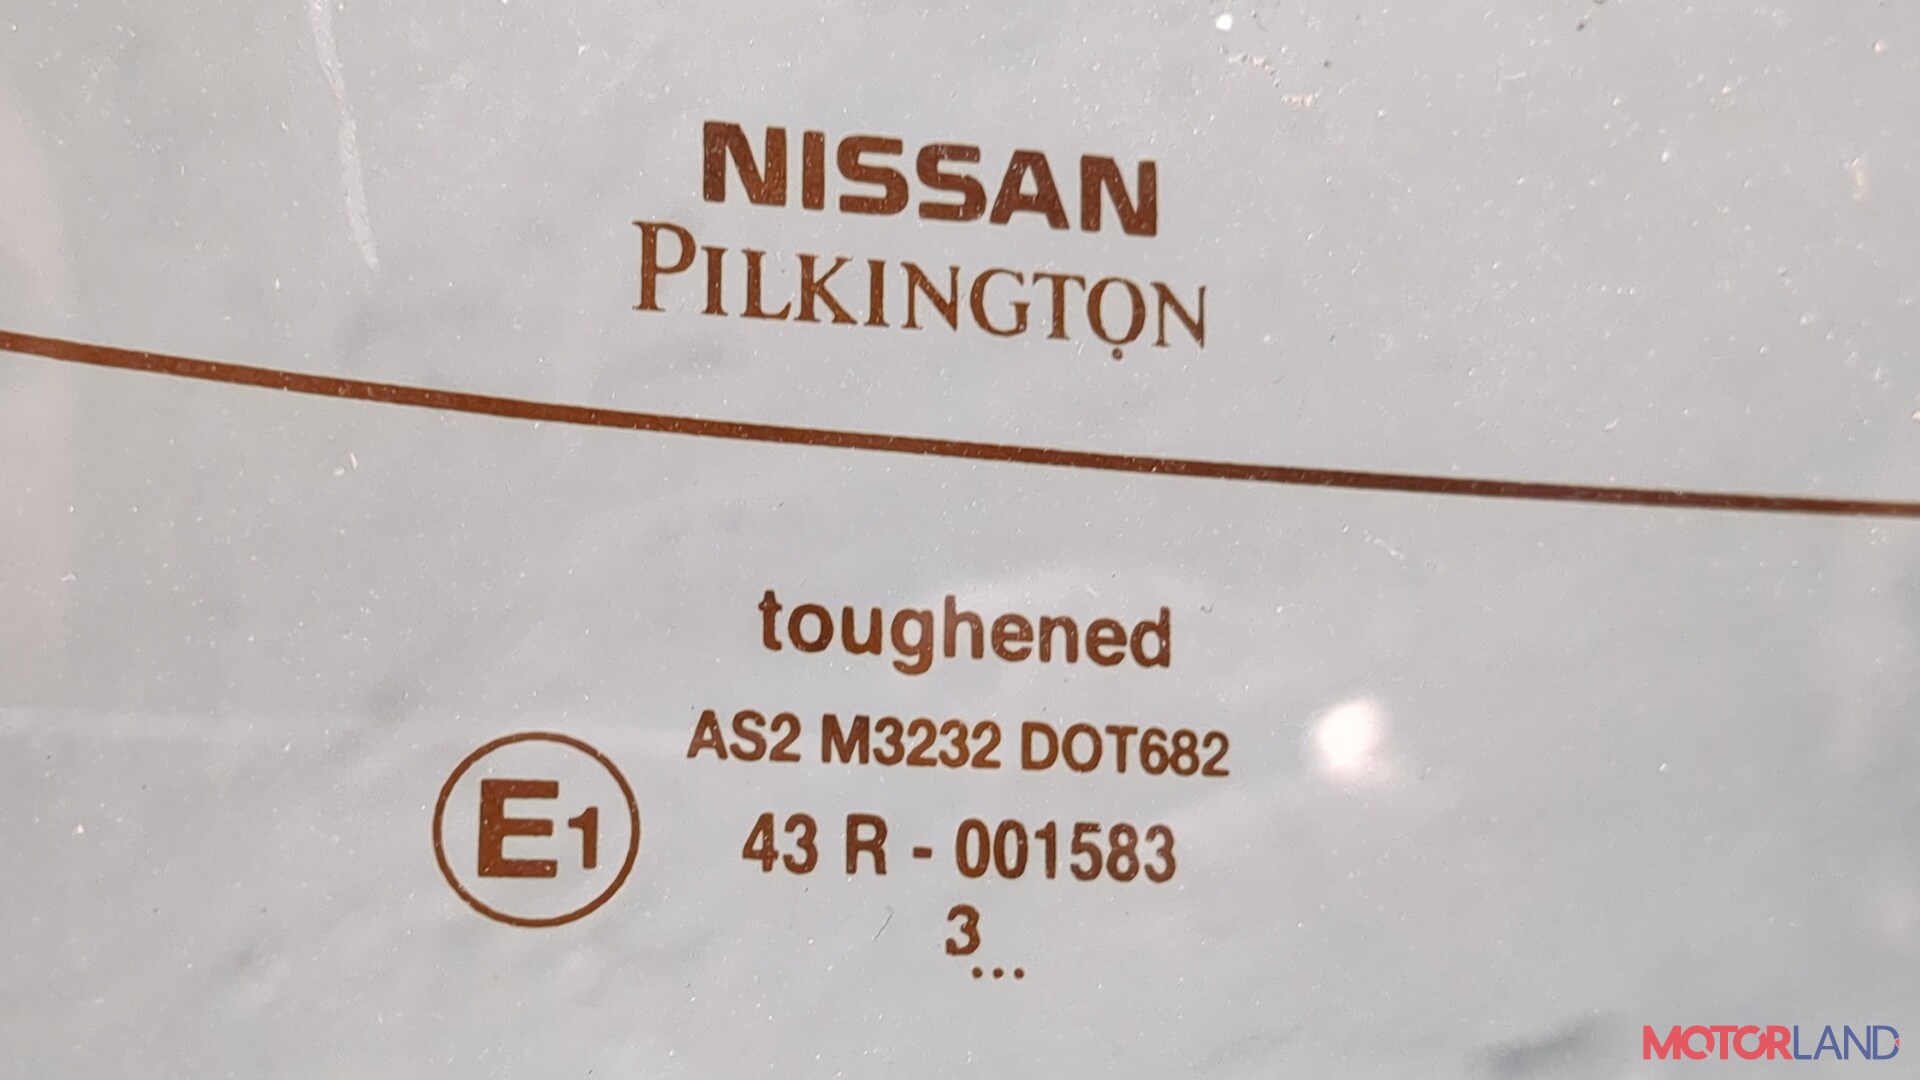 NISSAN
PILKINGTON
toughened
AS2 M3232 DOT682
E1
43 R - 001583
3
...
MOTORLAND